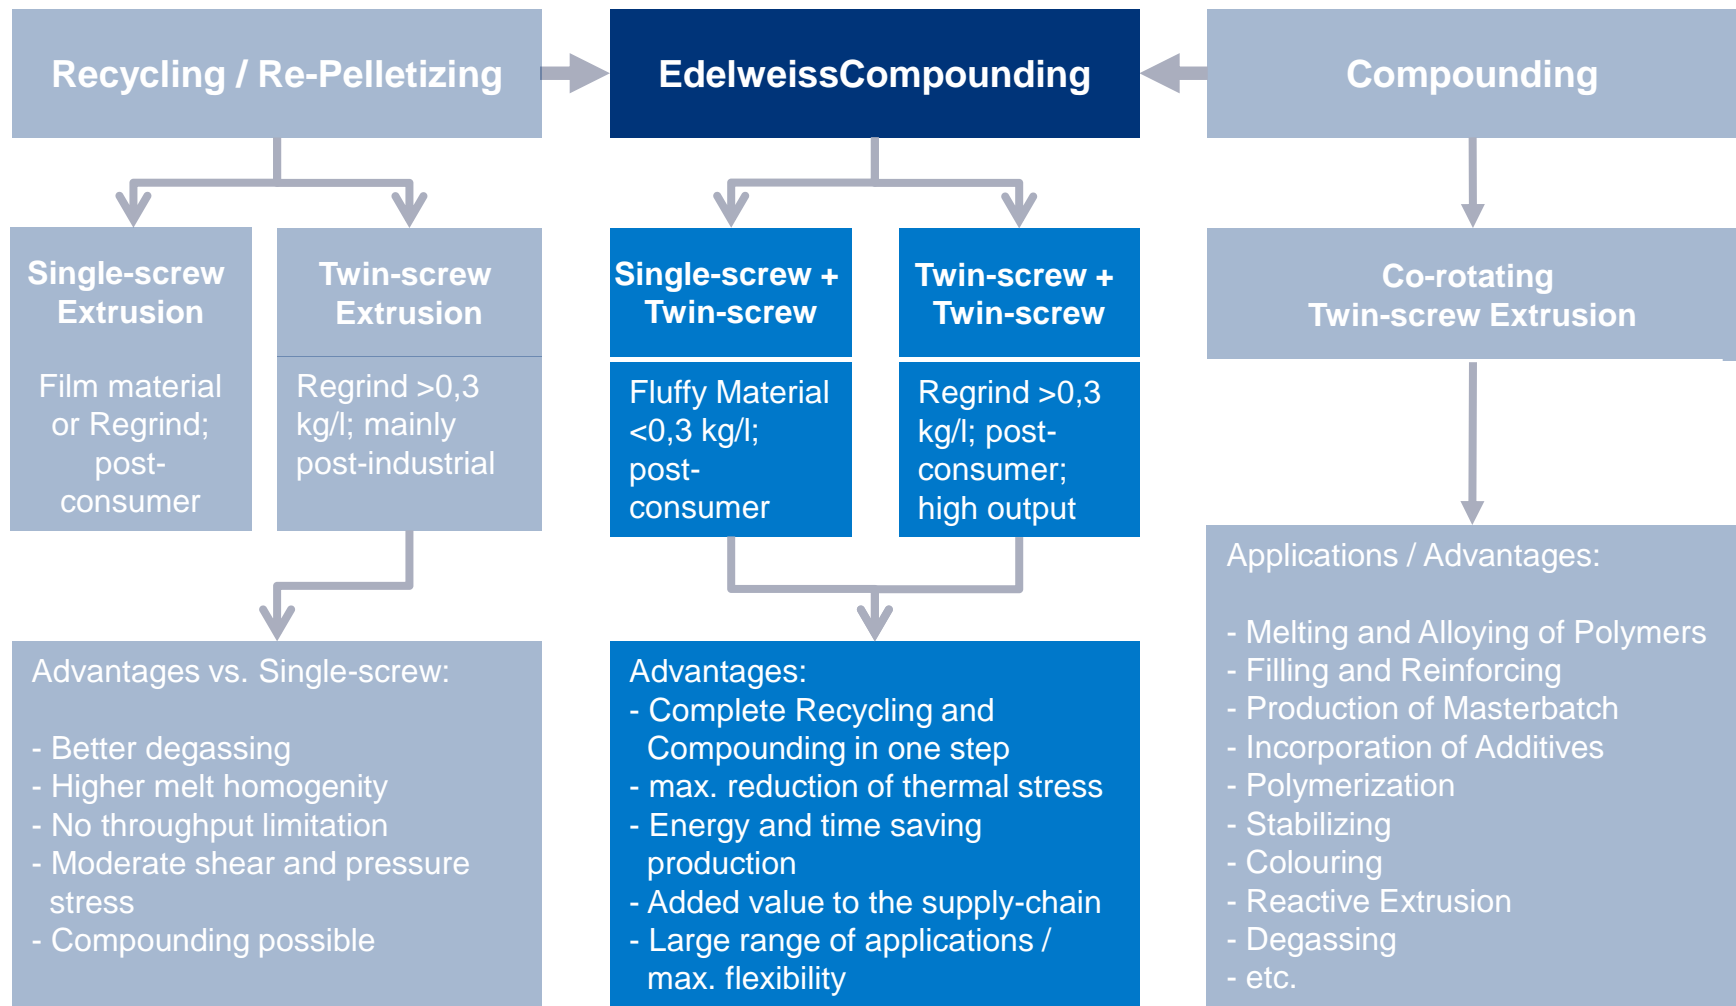 Recycling / Re-Pelletizing
EdelweissCompounding
Compounding
Single-screw
Extrusion
Film material
or Regrind;
post-
consumer
Twin-screw
Extrusion
Regrind >0,3
kg/l; mainly
post-industrial
Single-screw +
Twin-screw
Fluffy Material
<0,3 kg/l;
post-
consumer
Twin-screw +
Twin-screw
Regrind >0,3
kg/l; post-
consumer;
high output
Co-rotating
Twin-screw Extrusion
Advantages vs. Single-screw:
- Better degassing
- Higher melt homogenity
- No throughput limitation
- Moderate shear and pressure
stress
- Compounding possible
Advantages:
- Complete Recycling and
Compounding in one step
- max. reduction of thermal stress
- Energy and time saving
production
- Added value to the supply-chain
- Large range of applications /
max. flexibility
Applications / Advantages:
- Melting and Alloying of Polymers
- Filling and Reinforcing
- Production of Masterbatch
- Incorporation of Additives
- Polymerization
- Stabilizing
- Colouring
- Reactive Extrusion
- Degassing
- etc.